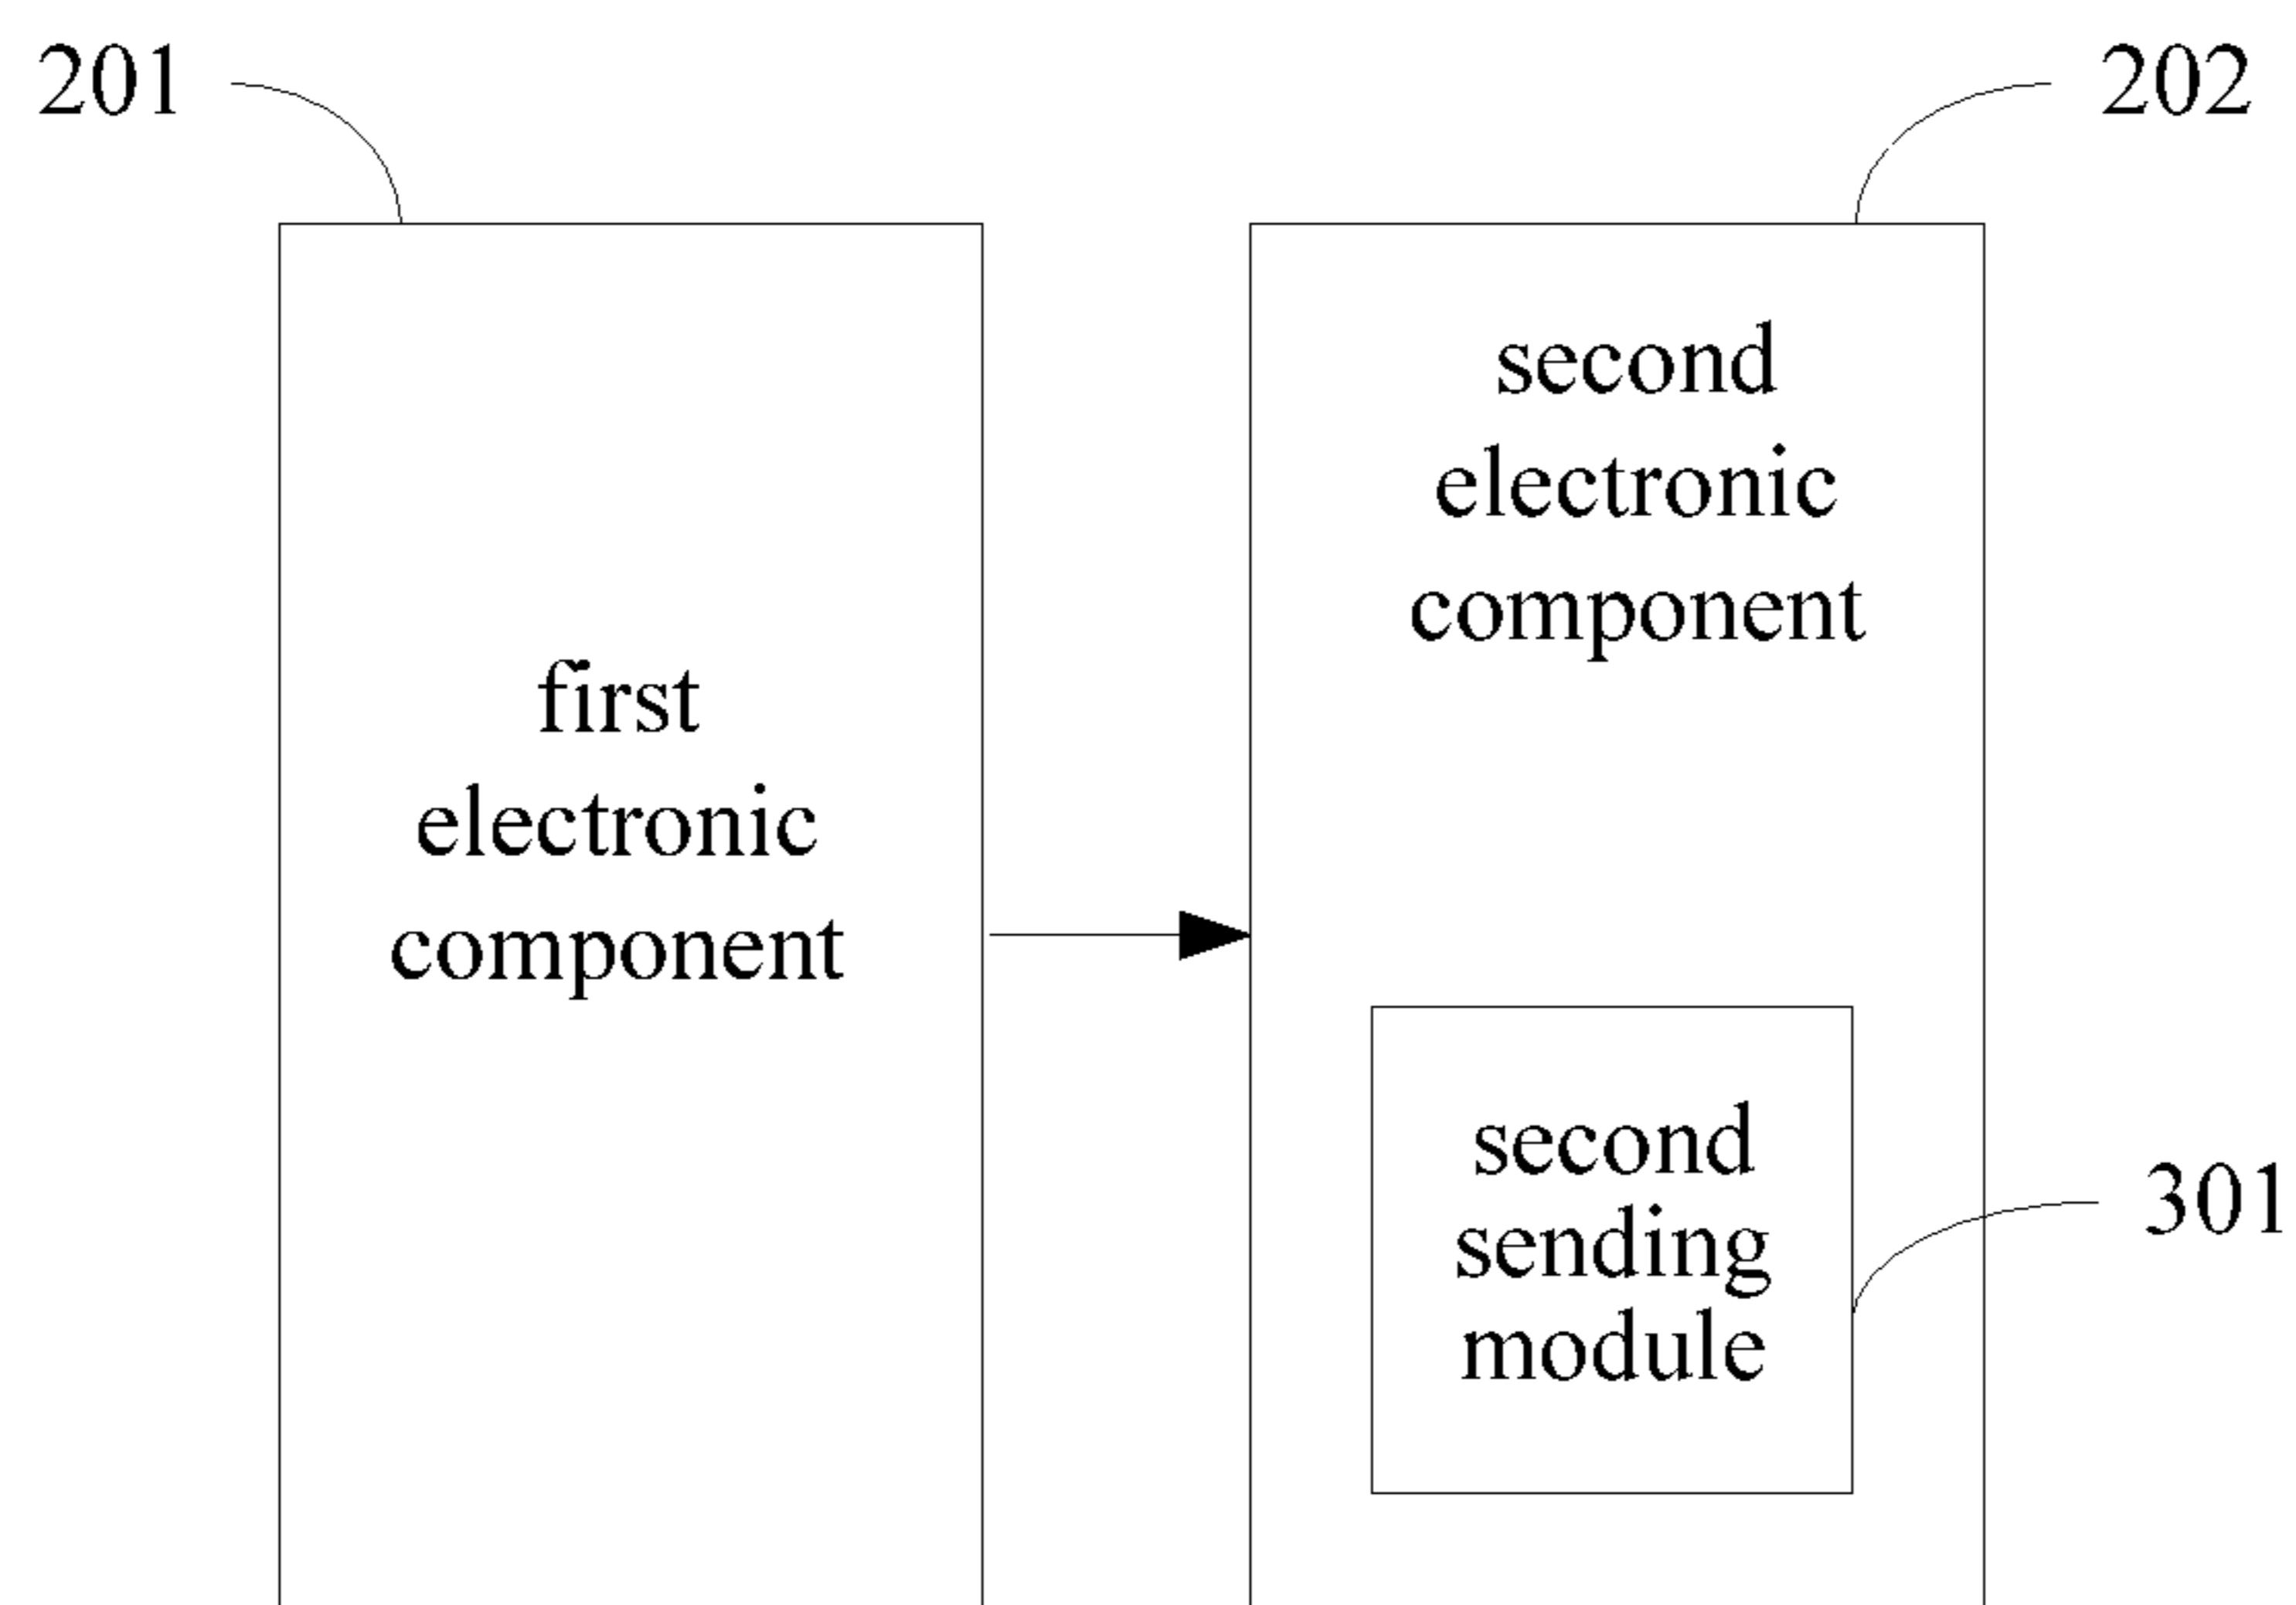 201
202
first
electronic
component
second
electronic
component
second
sending
module
301